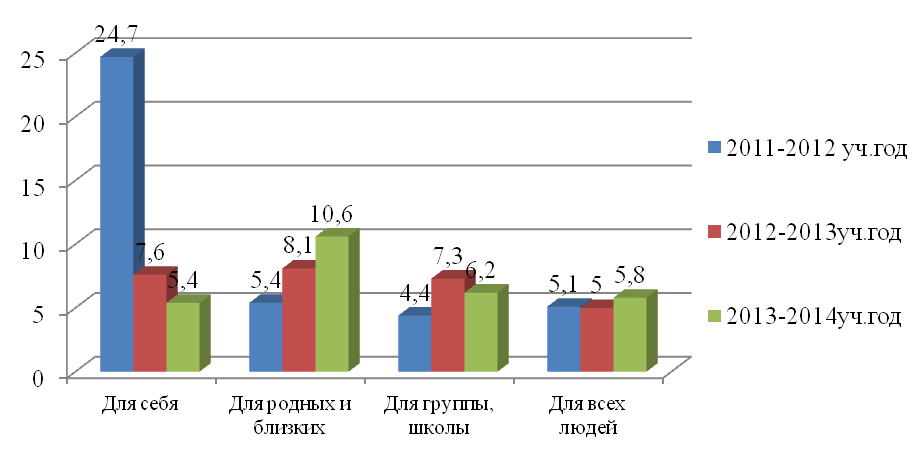 24,7
7,6
5,4
5,4
8,1
10,6
4,4
7,3
6,2
5,1
5
5,8
25
20
15
10
5
0
Для себя
Для родных и
близких
Для группы,
школы
Для всех
людей
2011-2012 уч.год
2012-2013уч.год
2013-2014уч.год